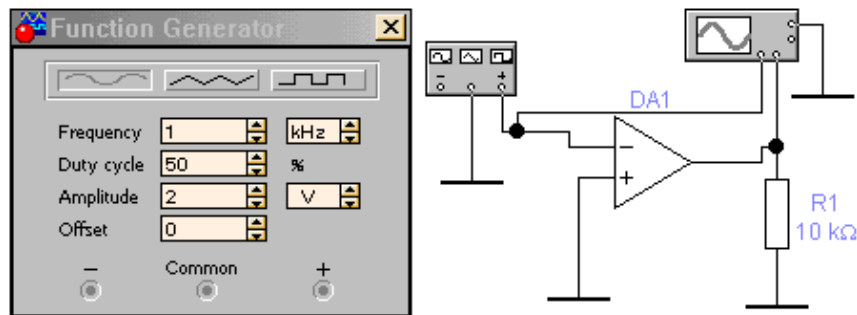 Function Generator
Frequency 1 kHz
Duty cycle 50 %
Amplitude 2 V
Offset 0
− Common +
− +
DA1
−
+
R1
10 kΩ